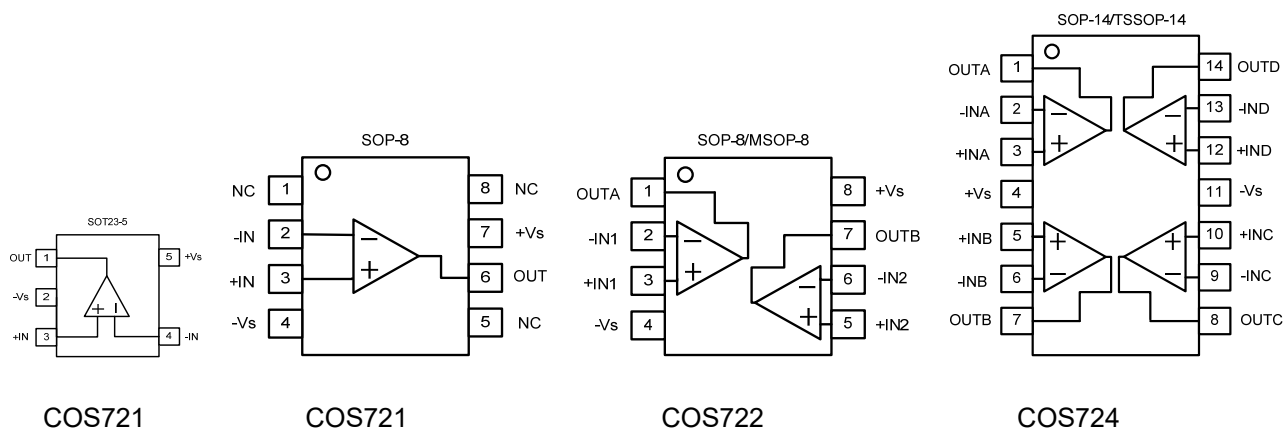 SOT23-5
OUT 1
5 +Vs
-Vs 2
+IN 3
4 -IN
+ −
COS721
SOP-8
NC 1
8 NC
-IN 2
7 +Vs
+IN 3
6 OUT
-Vs 4
5 NC
−
+
COS721
SOP-8/MSOP-8
OUTA 1
8 +Vs
-IN1 2
7 OUTB
+IN1 3
6 -IN2
-Vs 4
5 +IN2
−
+
−
+
COS722
SOP-14/TSSOP-14
OUTA 1
14 OUTD
-INA 2
13 -IND
+INA 3
12 +IND
+Vs 4
11 -Vs
+INB 5
10 +INC
-INB 6
9 -INC
OUTB 7
8 OUTC
− −
+ +
+ +
− −
COS724